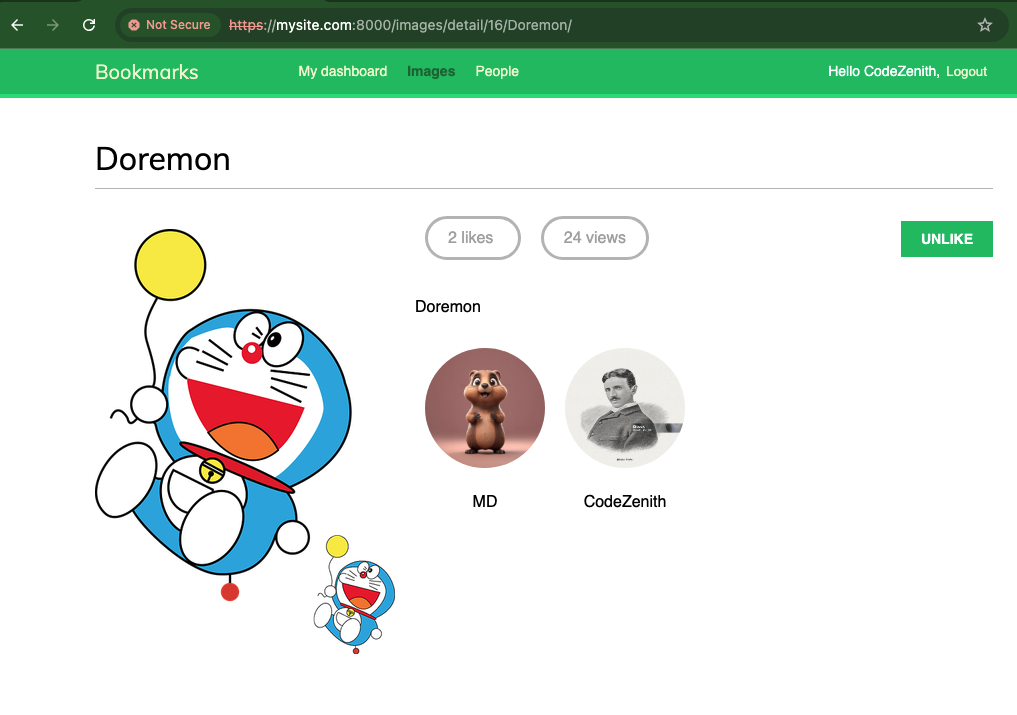 Not Secure https://mysite.com:8000/images/detail/16/Doremon/
Bookmarks My dashboard Images People Hello CodeZenith, Logout
Doremon
2 likes 24 views UNLIKE
Doremon
MD CodeZenith